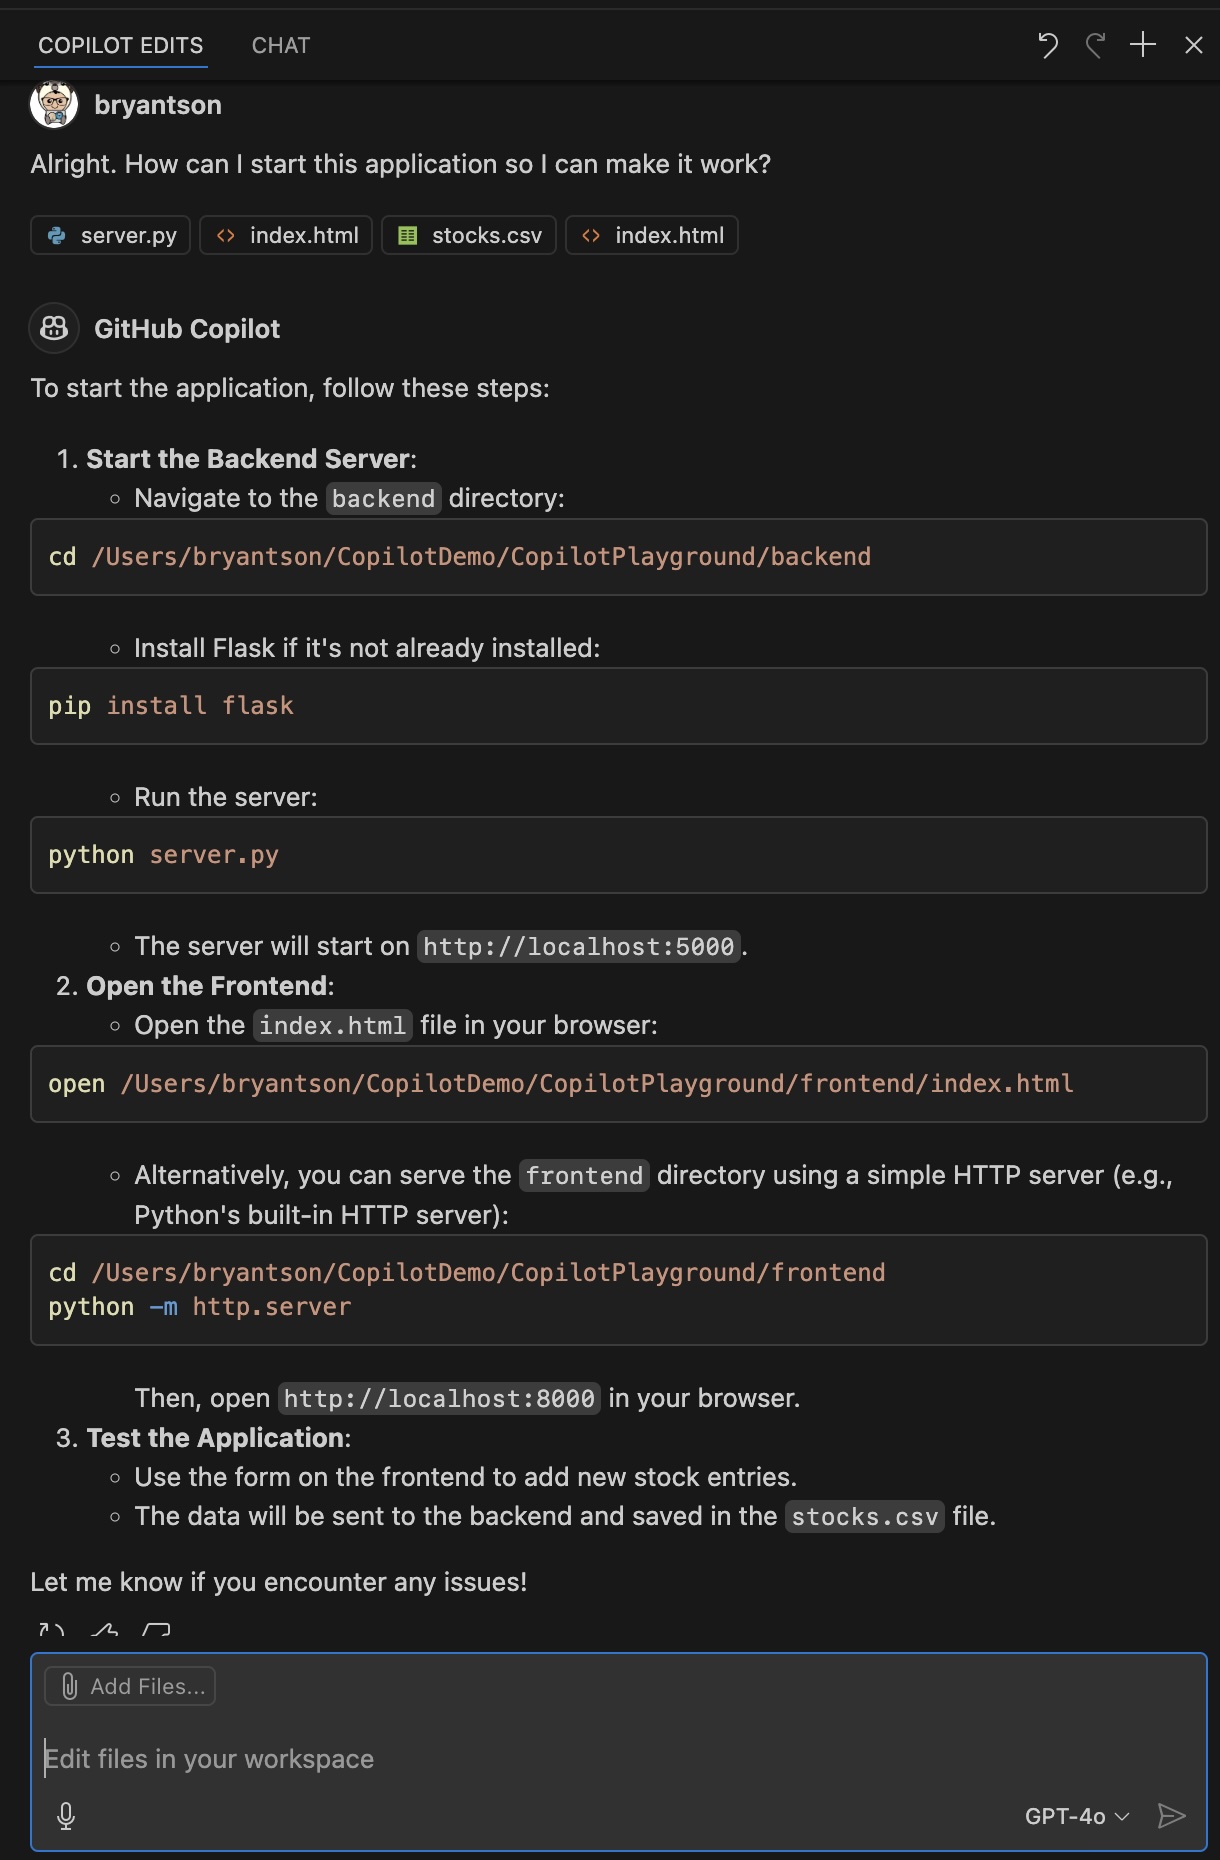 COPILOT EDITS CHAT
bryantson
Alright. How can I start this application so I can make it work?
server.py index.html stocks.csv index.html
GitHub Copilot
To start the application, follow these steps:
1. Start the Backend Server:
Navigate to the backend directory:
cd /Users/bryantson/CopilotDemo/CopilotPlayground/backend
Install Flask if it's not already installed:
pip install flask
Run the server:
python server.py
The server will start on http://localhost:5000.
2. Open the Frontend:
Open the index.html file in your browser:
open /Users/bryantson/CopilotDemo/CopilotPlayground/frontend/index.html
Alternatively, you can serve the frontend directory using a simple HTTP server (e.g.,
Python's built-in HTTP server):
cd /Users/bryantson/CopilotDemo/CopilotPlayground/frontend
python -m http.server
Then, open http://localhost:8000 in your browser.
3. Test the Application:
Use the form on the frontend to add new stock entries.
The data will be sent to the backend and saved in the stocks.csv file.
Let me know if you encounter any issues!
Add Files...
Edit files in your workspace
GPT-4o